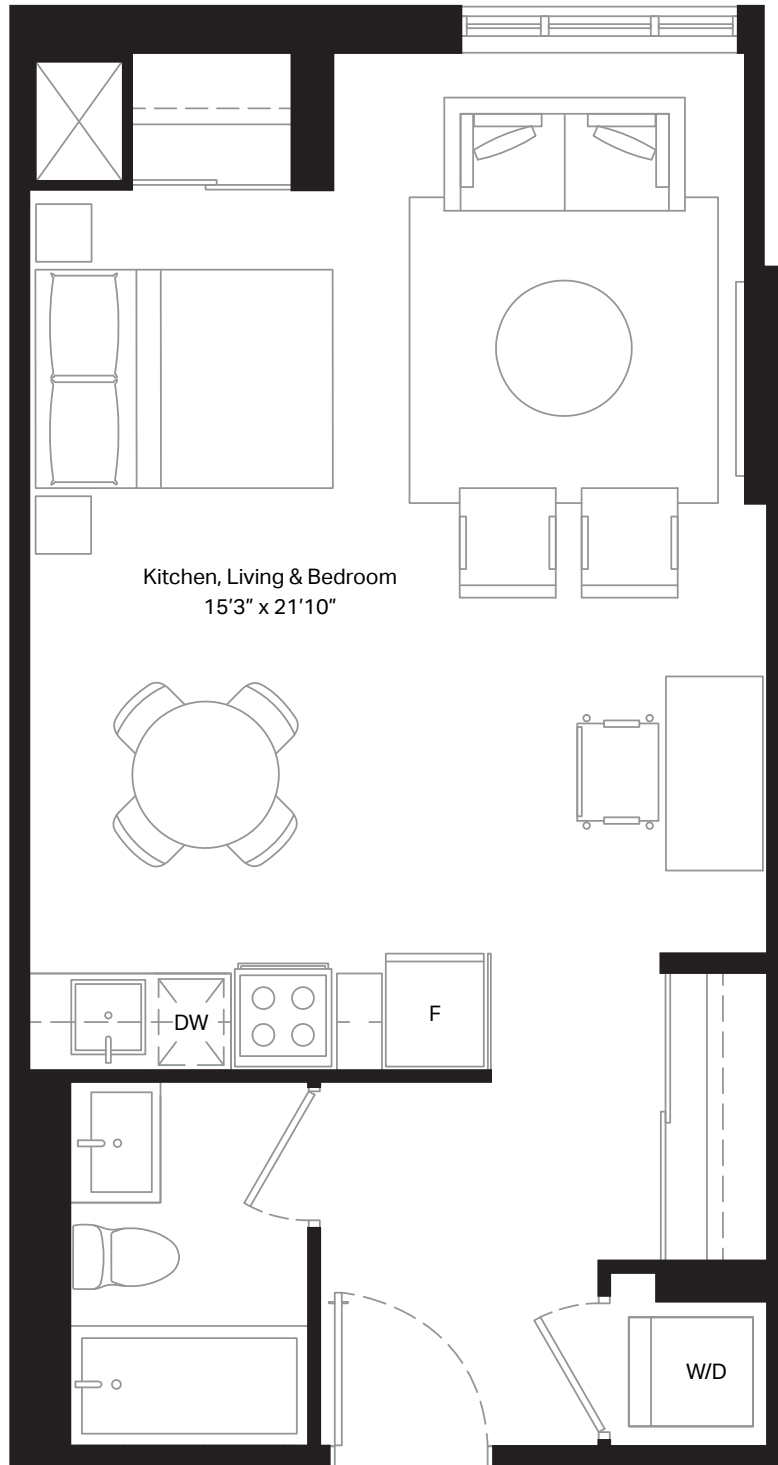 Kitchen, Living & Bedroom
15’3” x 21’10”
DW
F
W/D